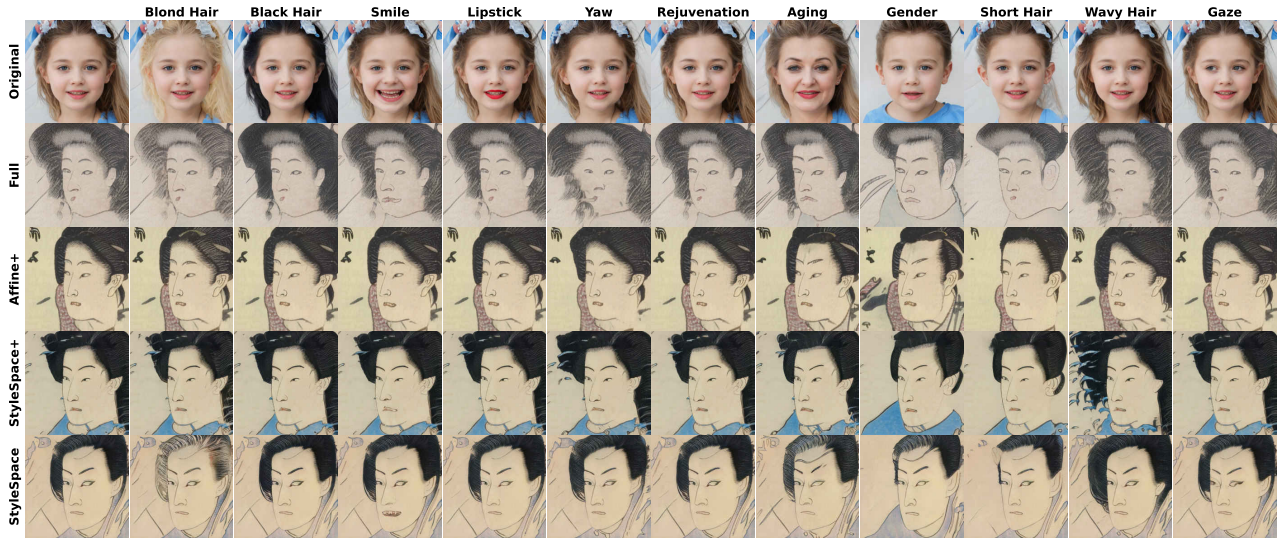 Blond Hair Black Hair Smile Lipstick Yaw Rejuvenation Aging Gender Short Hair Wavy Hair Gaze
Original
Full
Affine+
StyleSpace+
StyleSpace